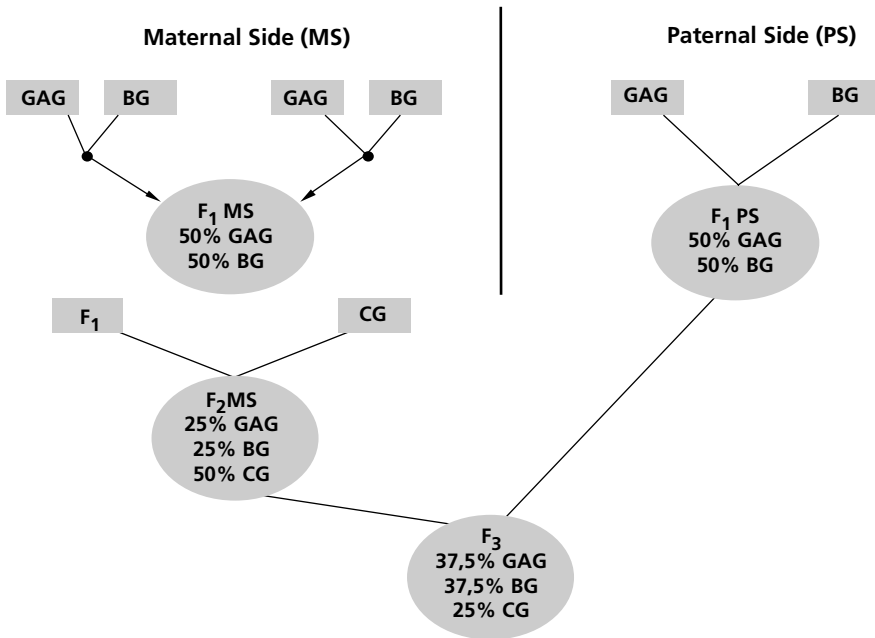 Maternal Side (MS)
Paternal Side (PS)
GAG
BG
GAG
BG
GAG
BG
F1 MS
50% GAG
50% BG
F1 PS
50% GAG
50% BG
F1
CG
F2MS
25% GAG
25% BG
50% CG
F3
37,5% GAG
37,5% BG
25% CG